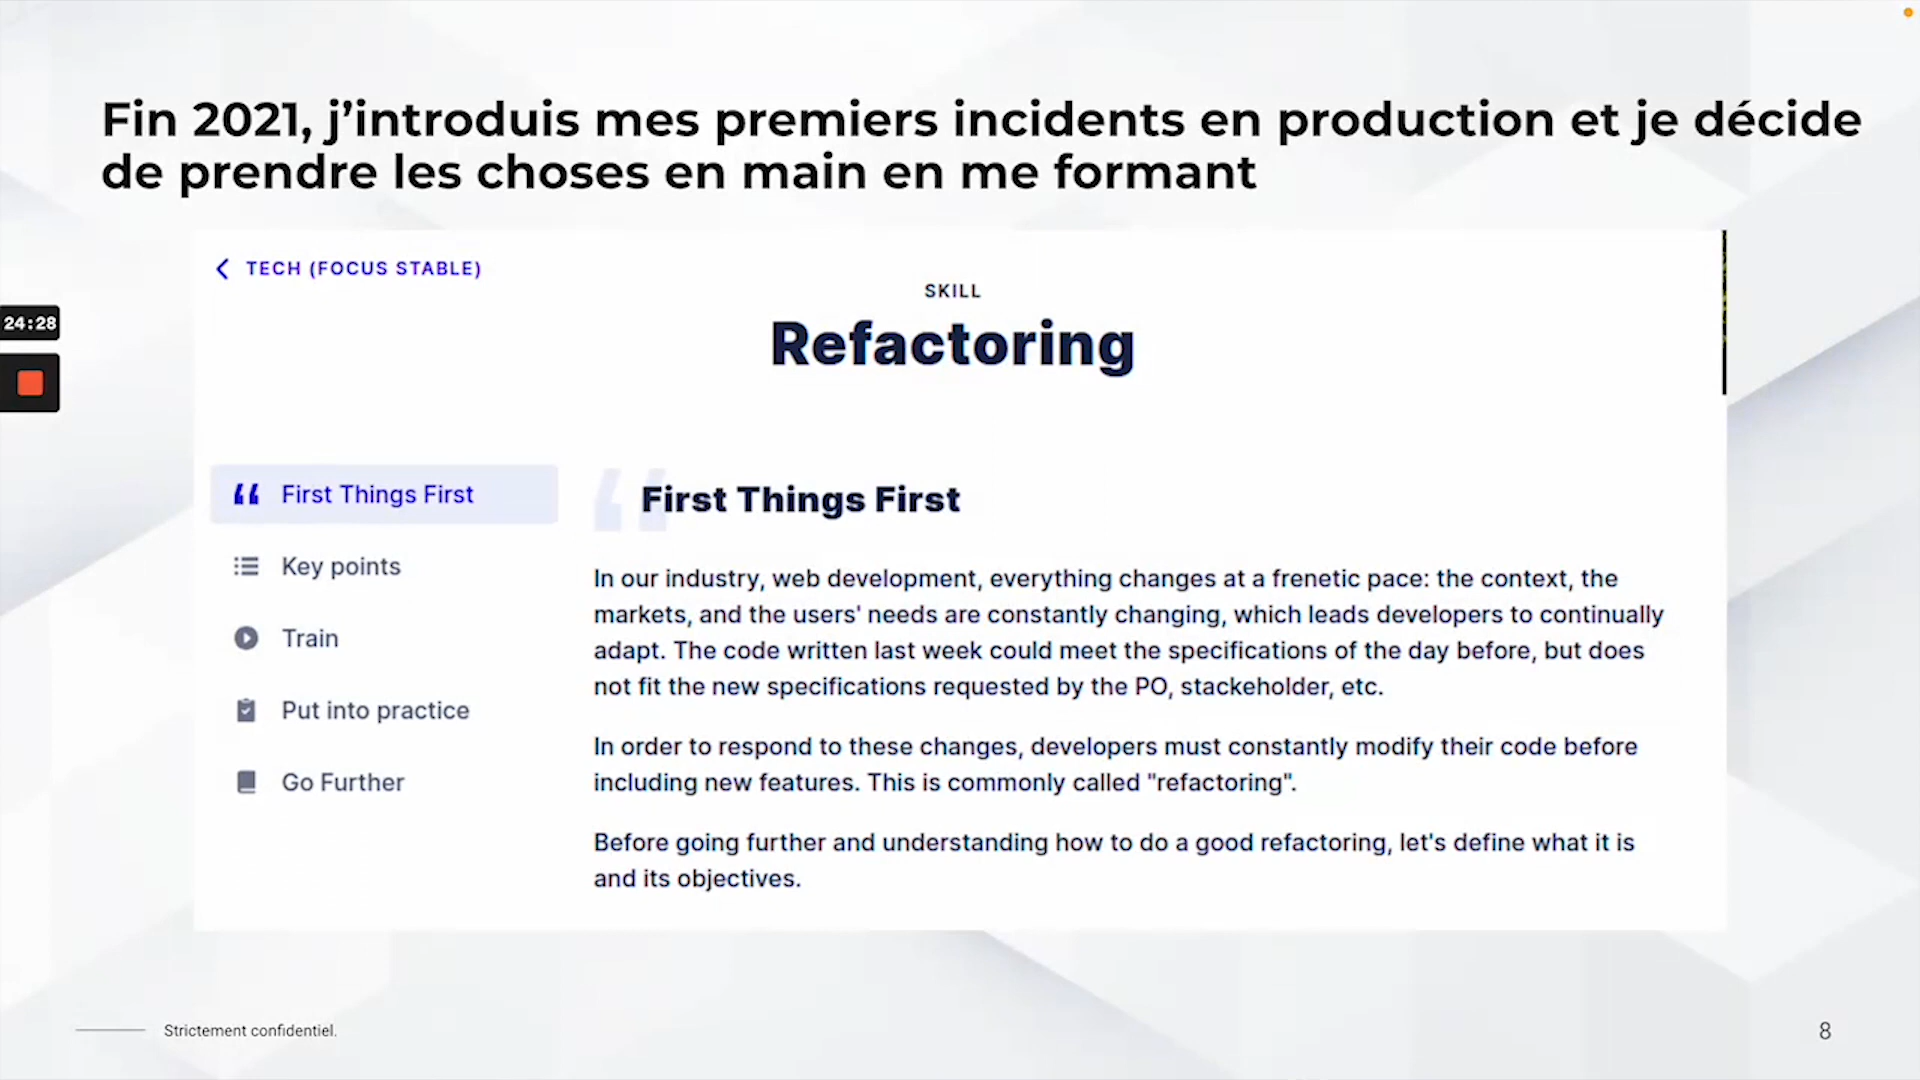 Fin 2021, j’introduis mes premiers incidents en production et je décide
de prendre les choses en main en me formant
TECH (FOCUS STABLE)
SKILL
Refactoring
24:28
First Things First
Key points
Train
Put into practice
Go Further
First Things First
In our industry, web development, everything changes at a frenetic pace: the context, the
markets, and the users' needs are constantly changing, which leads developers to continually
adapt. The code written last week could meet the specifications of the day before, but does
not fit the new specifications requested by the PO, stackeholder, etc.
In order to respond to these changes, developers must constantly modify their code before
including new features. This is commonly called "refactoring".
Before going further and understanding how to do a good refactoring, let's define what it is
and its objectives.
Strictement confidentiel.
8